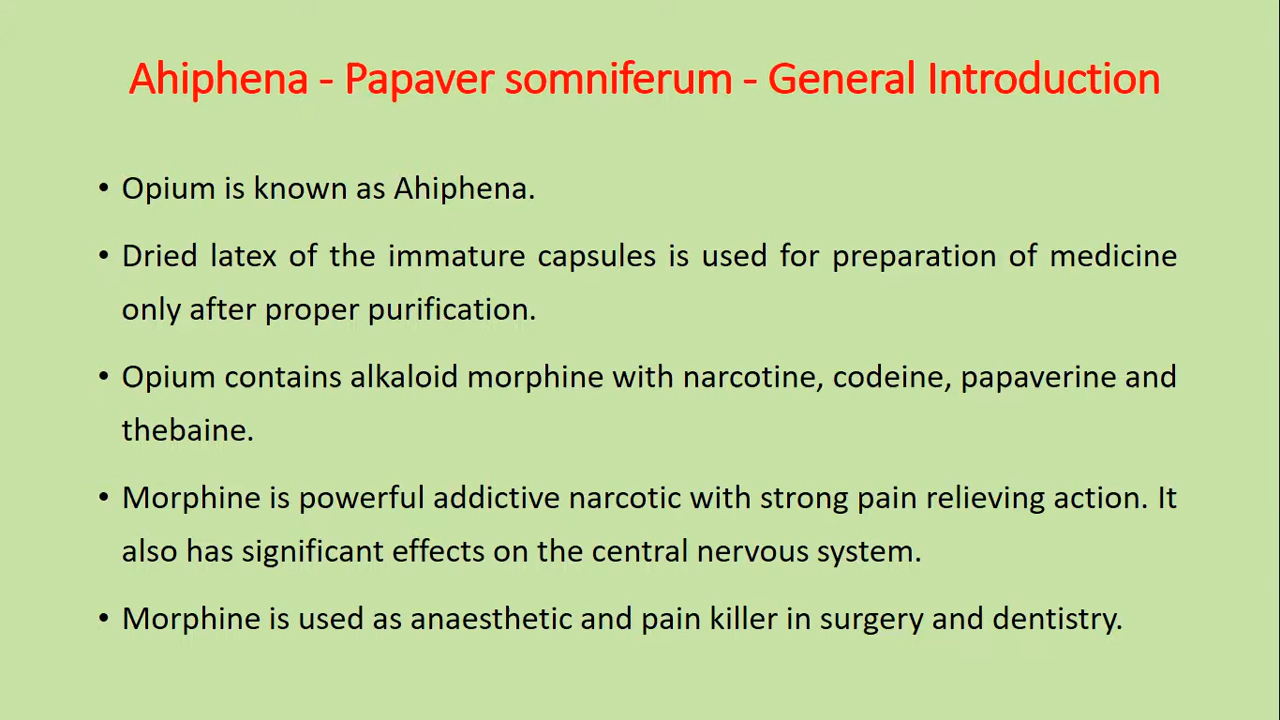 Ahiphena - Papaver somniferum - General Introduction
• Opium is known as Ahiphena.
• Dried latex of the immature capsules is used for preparation of medicine
only after proper purification.
• Opium contains alkaloid morphine with narcotine, codeine, papaverine and
thebaine.
• Morphine is powerful addictive narcotic with strong pain relieving action. It
also has significant effects on the central nervous system.
• Morphine is used as anaesthetic and pain killer in surgery and dentistry.